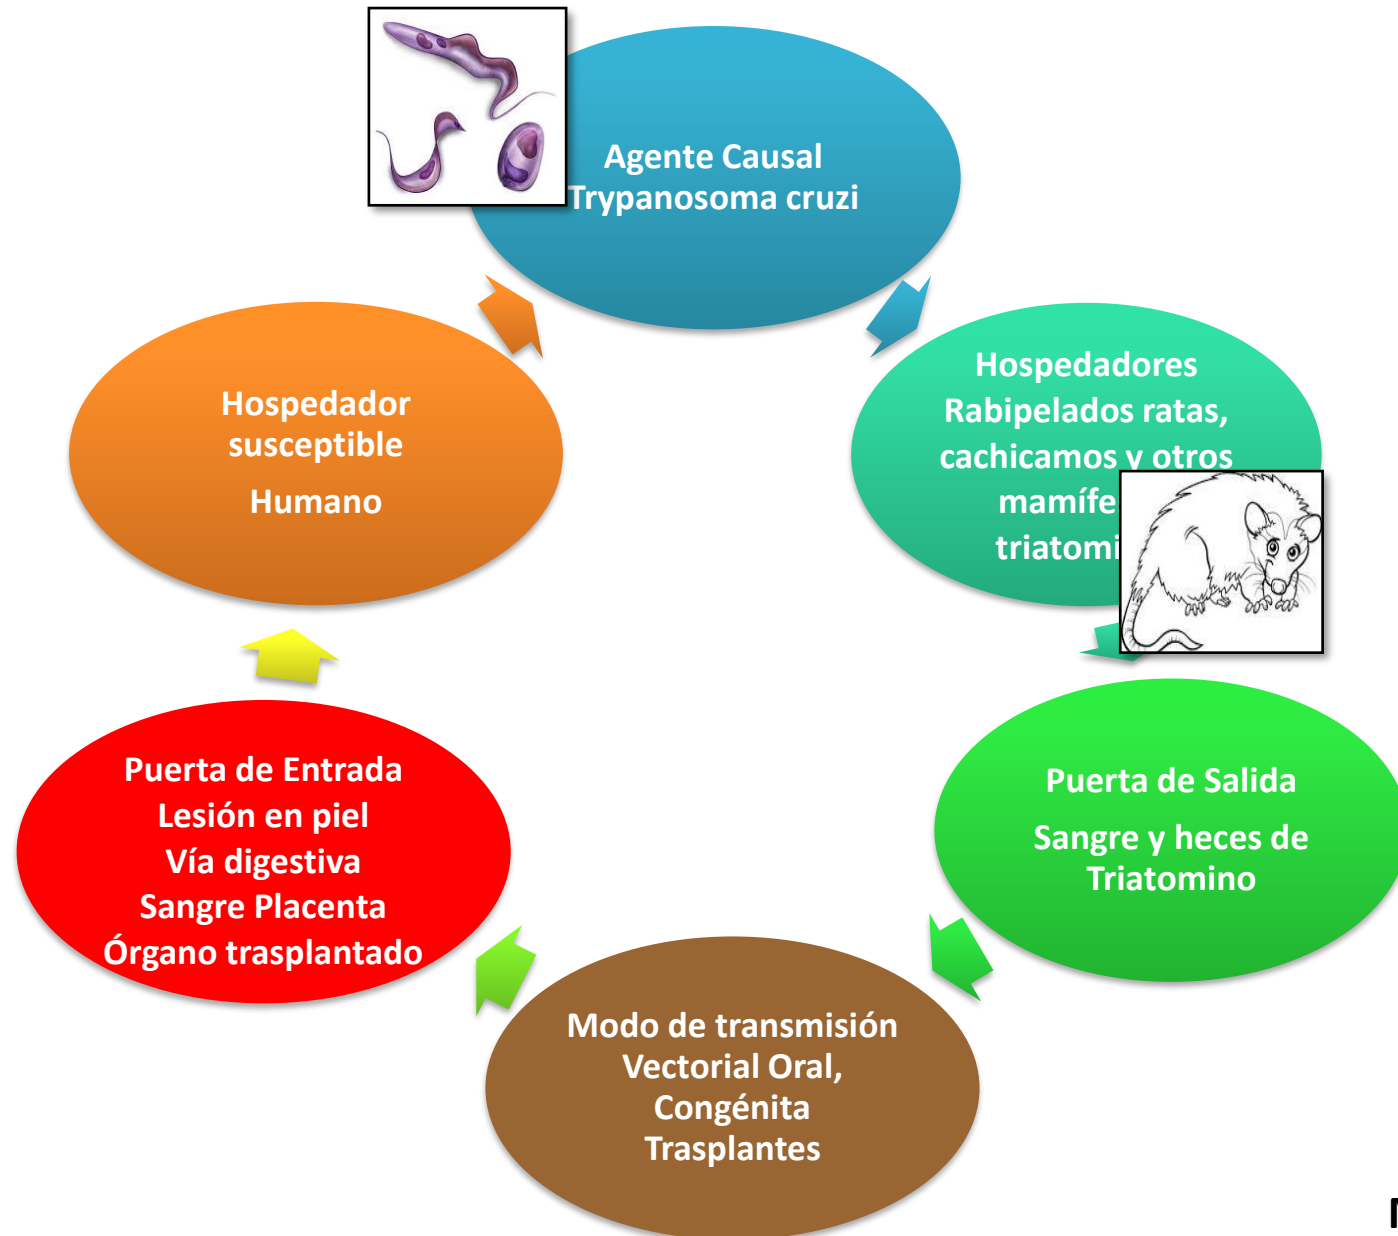 Agente Causal
Trypanosoma cruzi
Hospedadores
Rabipelados ratas,
cachicamos y otros
Puerta de Salida
Sangre y heces de
Triatomino
Modo de transmisión
Vectorial Oral,
Congénita
Trasplantes
Puerta de Entrada
Lesión en piel
Vía digestiva
Sangre Placenta
Órgano trasplantado
Hospedador
susceptible
Humano